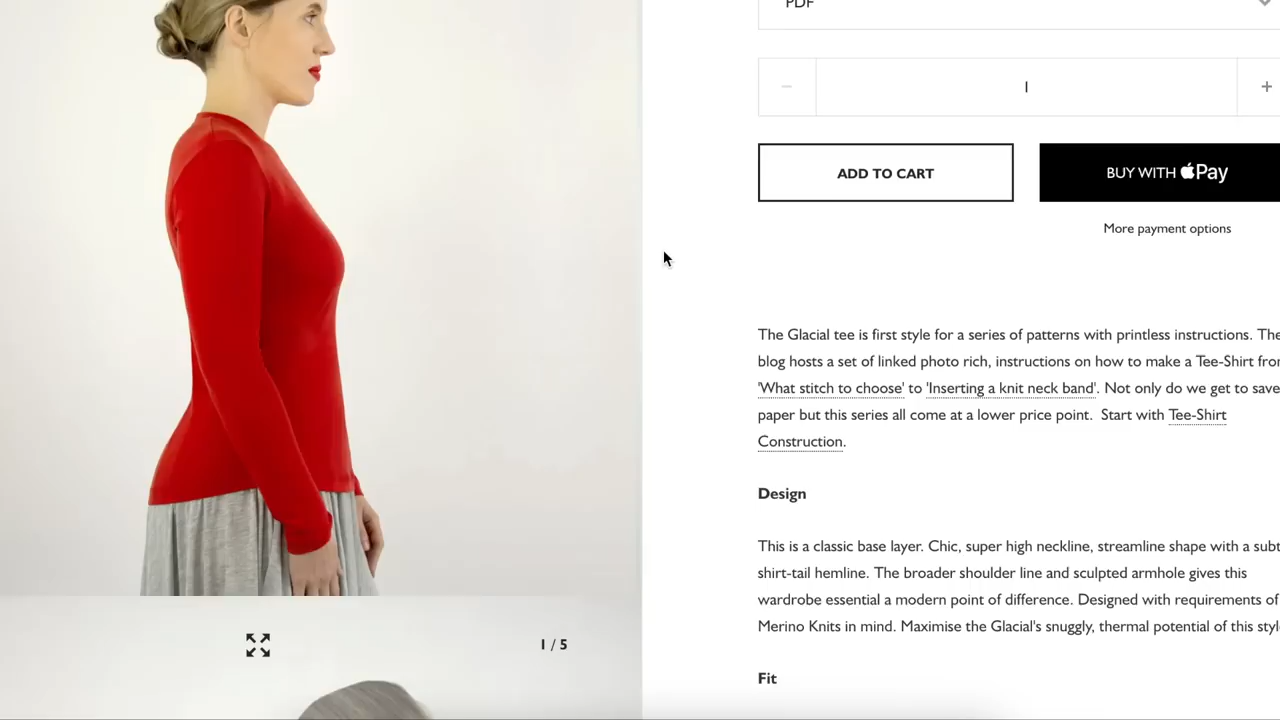 PDF
1
ADD TO CART
BUY WITH Pay
More payment options
The Glacial tee is first style for a series of patterns with printless instructions. The
blog hosts a set of linked photo rich, instructions on how to make a Tee-Shirt from
'What stitch to choose' to 'Inserting a knit neck band'. Not only do we get to save
paper but this series all come at a lower price point. Start with Tee-Shirt
Construction.
Design
This is a classic base layer. Chic, super high neckline, streamline shape with a
shirt-tail hemline. The broader shoulder line and sculpted armhole gives this
wardrobe essential a modern point of difference. Designed with requirements of
Merino Knits in mind. Maximise the Glacial's snuggly, thermal potential of this
1 / 5
Fit